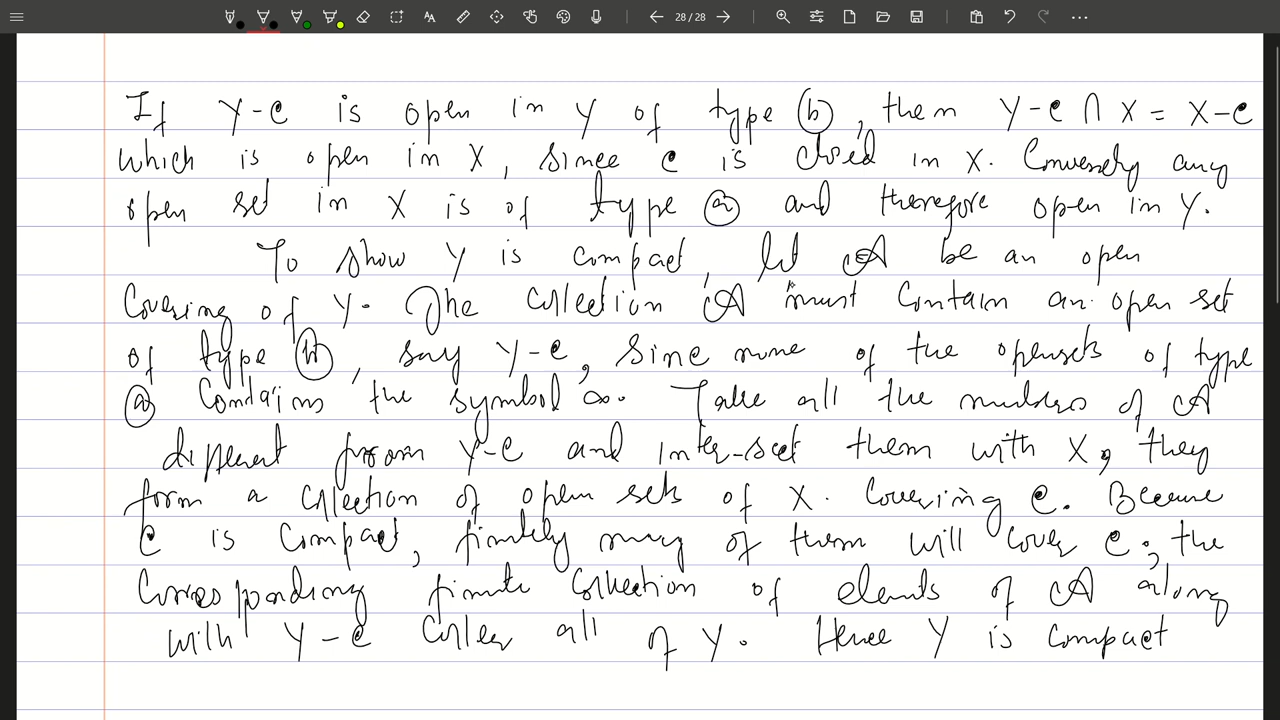 28 / 28
If Y-C is open in Y of type (b), then Y-C ∩ X = X-C
which is open in X, since C is closed in X. Conversely any
open set in X is of type (a) and therefore open in Y.
To show Y is compact, let A be an open
Covering of Y. The collection A must contain an open set
of type (b), say Y-C, Sine none of the opensets of type
(a) Contains the symbol ∞. Take all the members of A
different from Y-C and inter-sect them with X, they
form a collection of open sets of X. Covering C. Because
C is Compact, finitely many of them will cover C; the
Corresponding finite Collection of elements of A along
with Y-C all of Y. Hence Y is compact